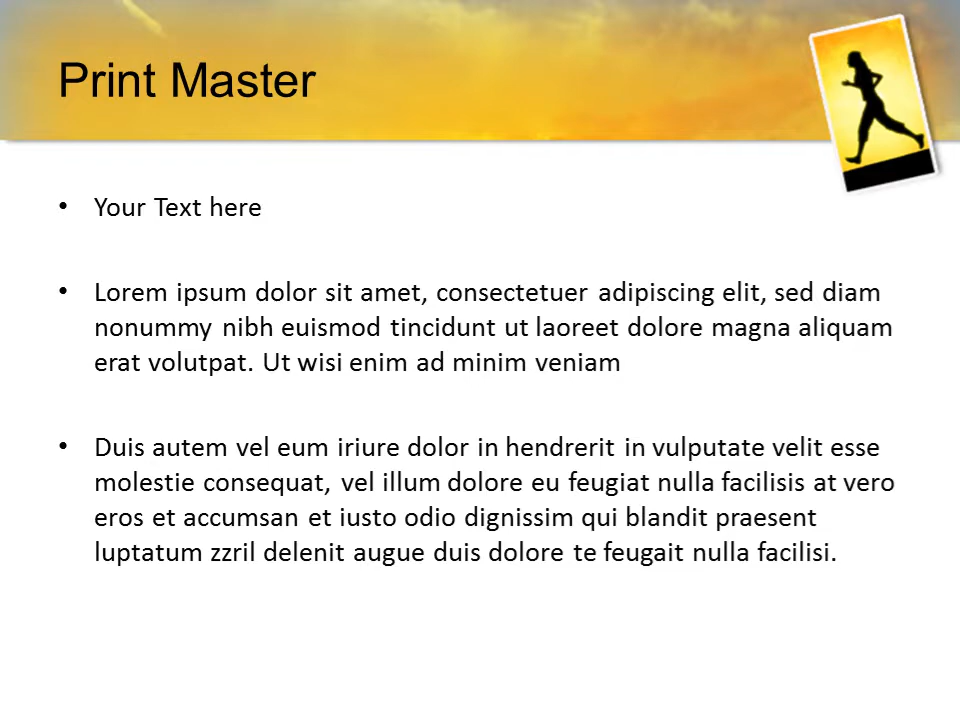 Print Master
• Your Text here
• Lorem ipsum dolor sit amet, consectetuer adipiscing elit, sed diam
nonummy nibh euismod tincidunt ut laoreet dolore magna aliquam
erat volutpat. Ut wisi enim ad minim veniam
• Duis autem vel eum iriure dolor in hendrerit in vulputate velit esse
molestie consequat, vel illum dolore eu feugiat nulla facilisis at vero
eros et accumsan et iusto odio dignissim qui blandit praesent
luptatum zzril delenit augue duis dolore te feugait nulla facilisi.